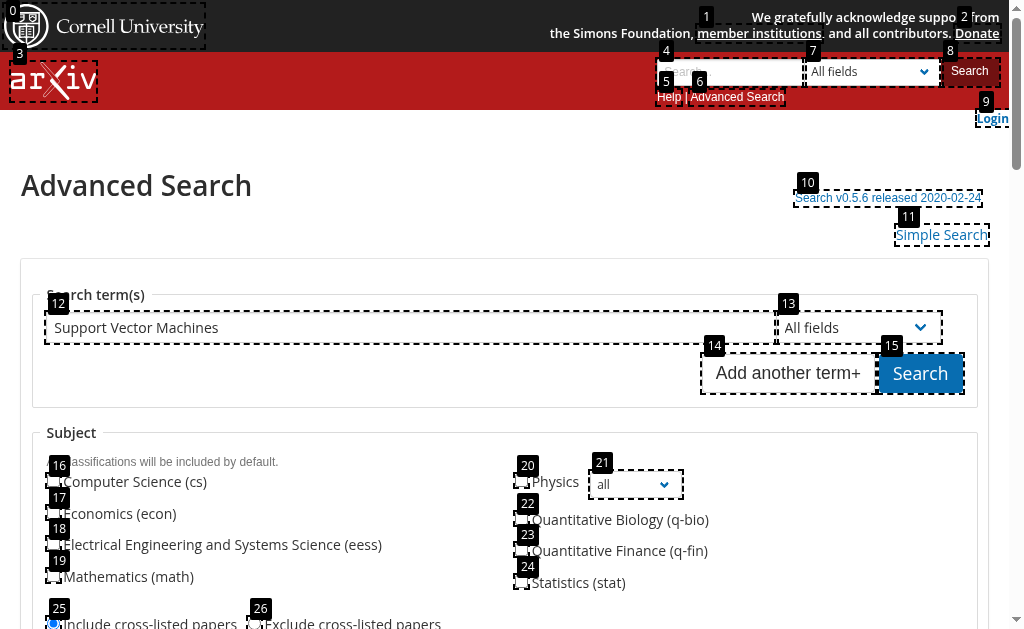 0
Cornell University
1
2
We gratefully acknowledge support from
the Simons Foundation, member institutions, and all contributors. Donate
3
arXiv
4
7
8
Search...
All fields
Search
5
6
Help | Advanced Search
9
Login
Advanced Search
10
Search v0.5.6 released 2020-02-24
11
Simple Search
Search term(s)
12
13
Support Vector Machines
All fields
14
15
Add another term+
Search
Subject
classifications will be included by default.
16
Computer Science (cs)
17
Economics (econ)
18
Electrical Engineering and Systems Science (eess)
19
Mathematics (math)
20
Physics
21
all
22
Quantitative Biology (q-bio)
23
Quantitative Finance (q-fin)
24
Statistics (stat)
25
26
Include cross-listed papers
Exclude cross-listed papers